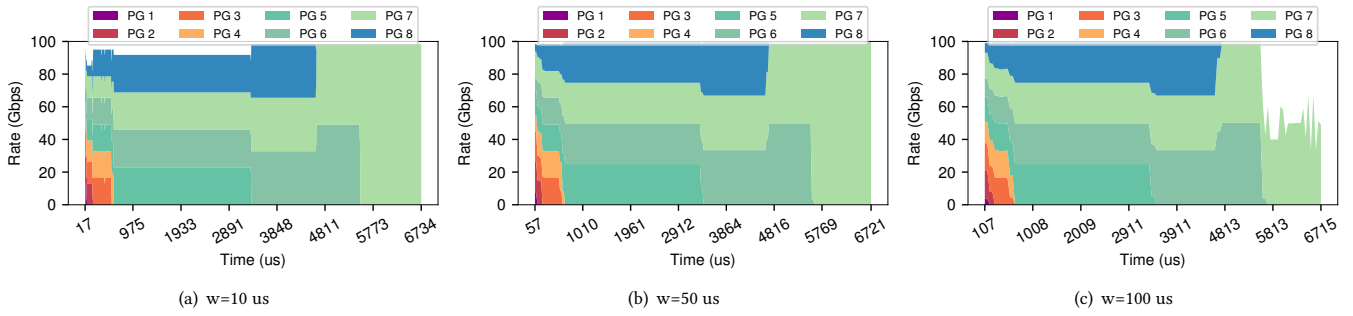 PG 1 PG 3 PG 5 PG 7
PG 2 PG 4 PG 6 PG 8
100
80
60
40
20
0
Rate (Gbps)
17 975 1933 2891 3848 4811 5773 6734
Time (us)
(a) w=10 us
PG 1 PG 3 PG 5 PG 7
PG 2 PG 4 PG 6 PG 8
100
80
60
40
20
0
Rate (Gbps)
57 1010 1961 2912 3864 4816 5769 6721
Time (us)
(b) w=50 us
PG 1 PG 3 PG 5 PG 7
PG 2 PG 4 PG 6 PG 8
100
80
60
40
20
0
Rate (Gbps)
107 1008 2009 2911 3911 4813 5813 6715
Time (us)
(c) w=100 us